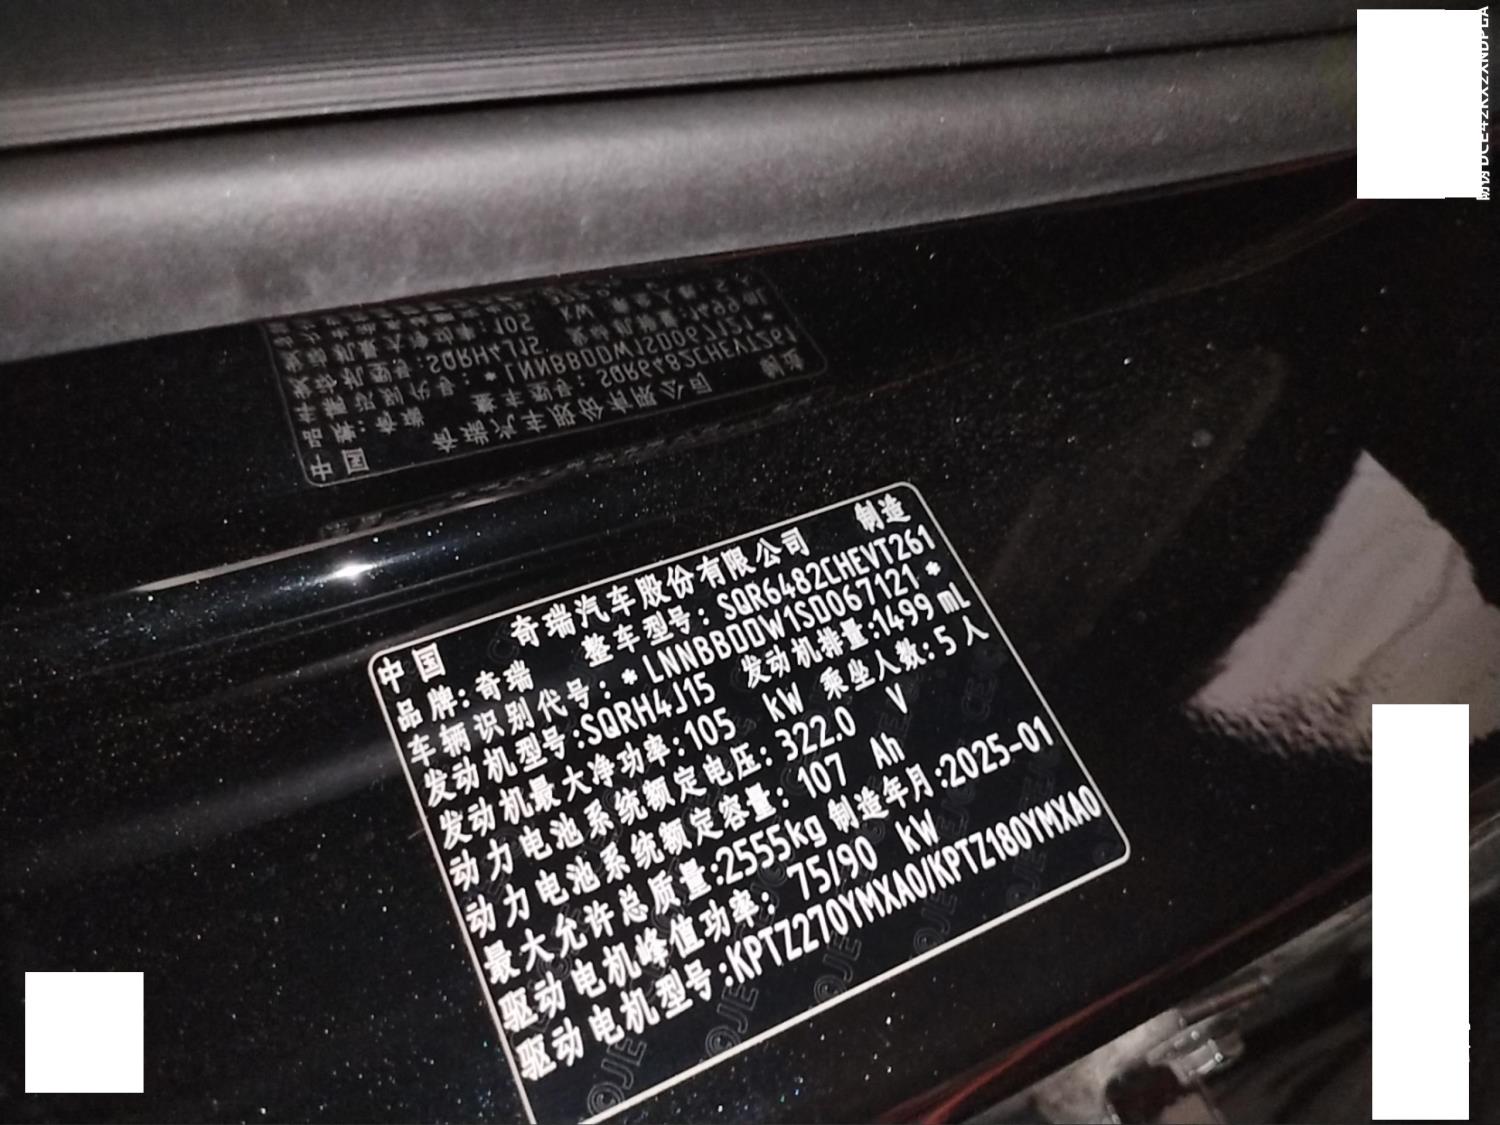 中国 奇瑞汽车股份有限公司 制造
品牌:奇瑞 整车型号:SQR6482CHEVT261
车辆识别代号:*LNNBBDDW1SD067121*
发动机型号:SQRH4J15 发动机排量:1499 mL
发动机最大净功率:105 kW 乘坐人数:5人
动力电池系统额定电压:322.0 V
动力电池系统额定容量:107 Ah
最大允许总质量:2555kg 制造年月:2025-01
驱动电机峰值功率:75/90 kW
驱动电机型号:KPTZ270YMXA0/KPTZ180YMXA0